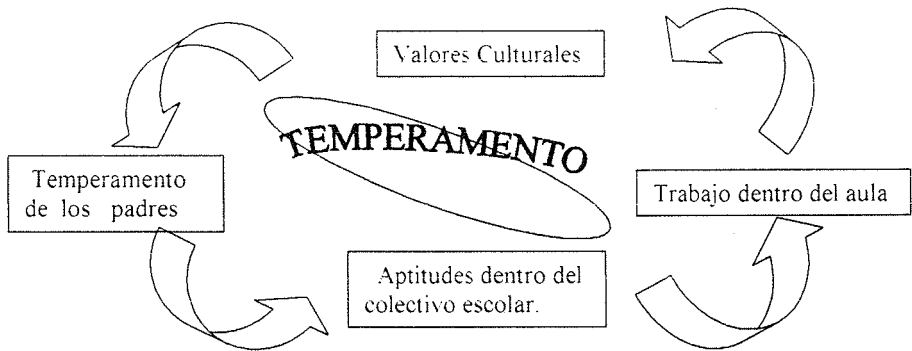 Valores Culturales
TEMPERAMENTO
Temperamento
de los padres
Trabajo dentro del aula
Aptitudes dentro del
colectivo escolar.